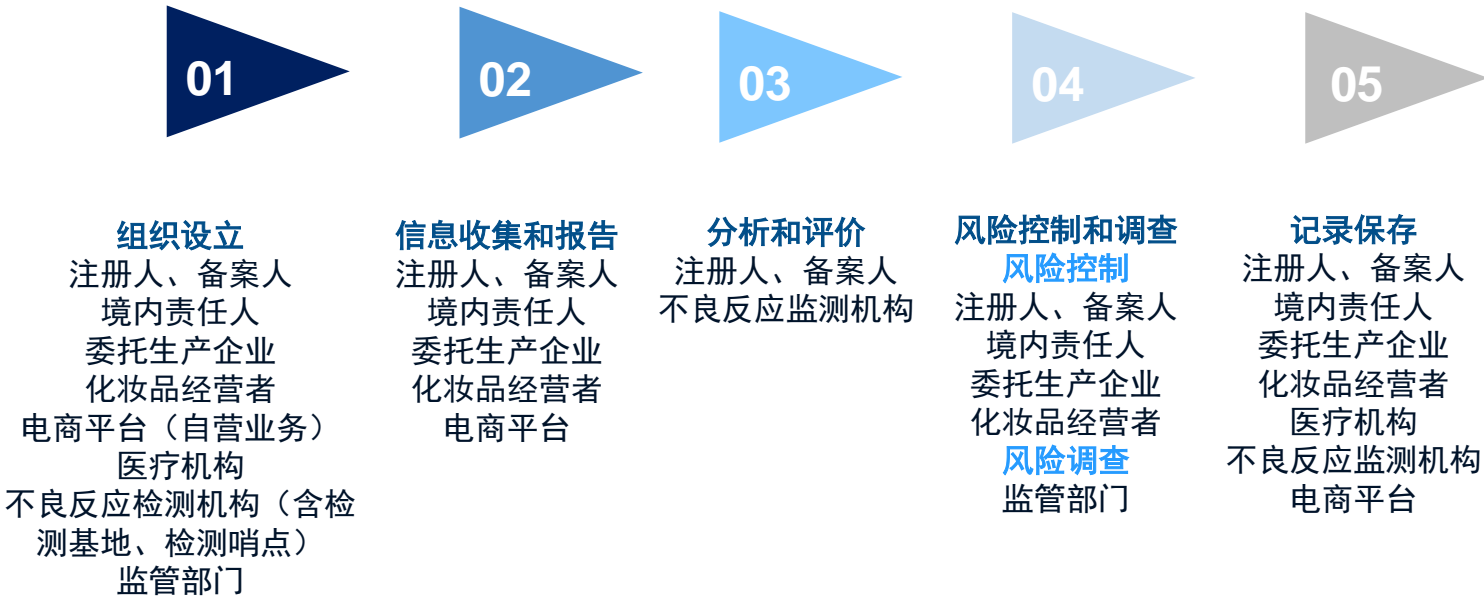 01
组织设立
注册人、备案人
境内责任人
委托生产企业
化妆品经营者
电商平台（自营业务）
医疗机构
不良反应检测机构（含检
测基地、检测哨点）
监管部门
02
信息收集和报告
注册人、备案人
境内责任人
委托生产企业
化妆品经营者
电商平台
03
分析和评价
注册人、备案人
不良反应监测机构
04
风险控制和调查
风险控制
注册人、备案人
境内责任人
委托生产企业
化妆品经营者
风险调查
监管部门
05
记录保存
注册人、备案人
境内责任人
委托生产企业
化妆品经营者
医疗机构
不良反应监测机构
电商平台